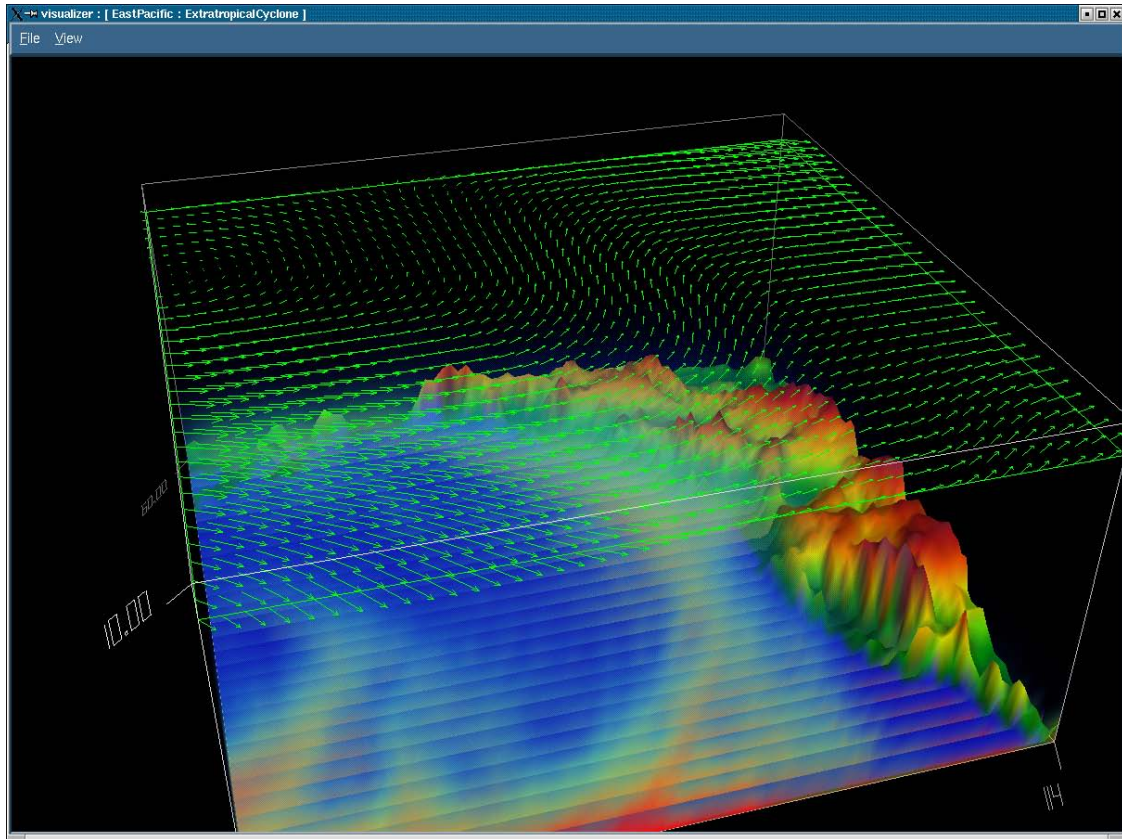 visualizer : [ EastPacific : ExtratropicalCyclone ]
File View
60.00
10.00
114